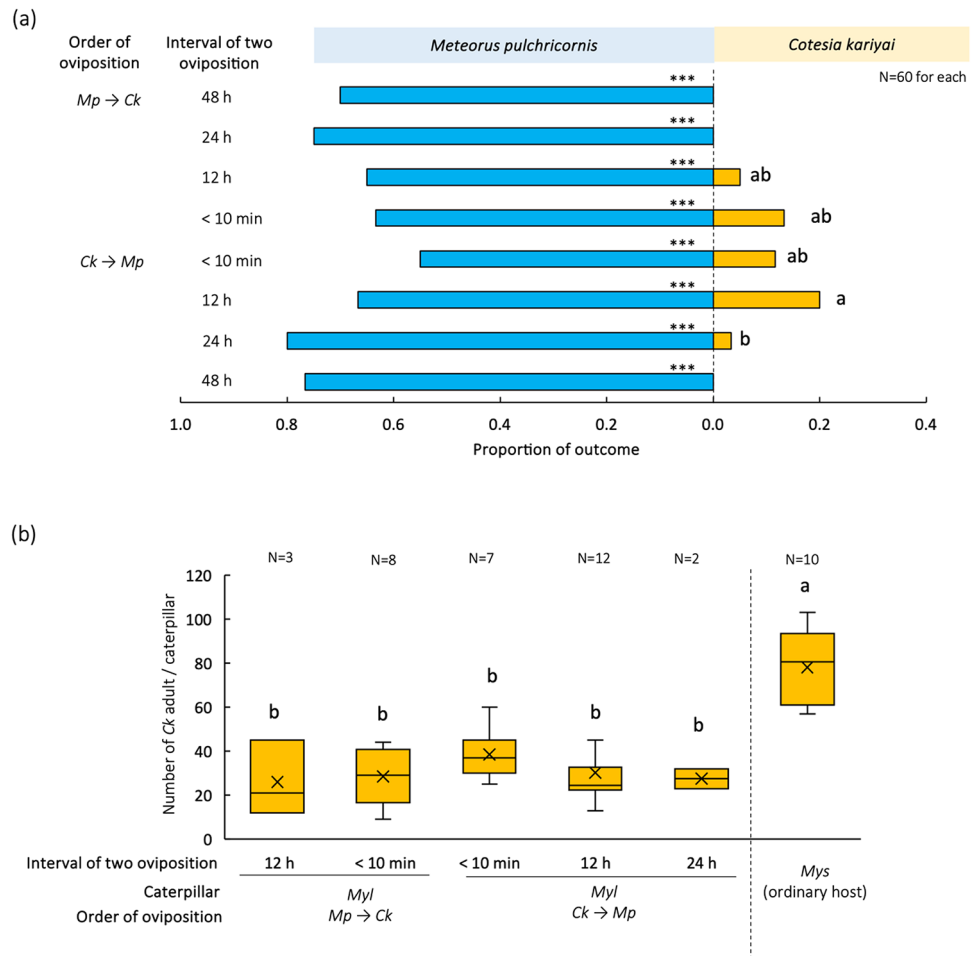 (a)
Order of oviposition
Interval of two oviposition
Meteorus pulchricornis
Cotesia kariyai
N=60 for each
Mp → Ck
48 h
***
24 h
***
12 h
***
ab
< 10 min
***
ab
Ck → Mp
< 10 min
***
ab
12 h
***
a
24 h
***
b
48 h
***
1.0 0.8 0.6 0.4 0.2 0.0 0.2 0.4
Proportion of outcome
(b)
N=3 N=8 N=7 N=12 N=2 N=10
Number of Ck adult / caterpillar
120
100
80
60
40
20
0
b b b b b a
Interval of two oviposition 12 h < 10 min < 10 min 12 h 24 h
Caterpillar Myl Myl
Order of oviposition Mp → Ck Ck → Mp
Mys
(ordinary host)